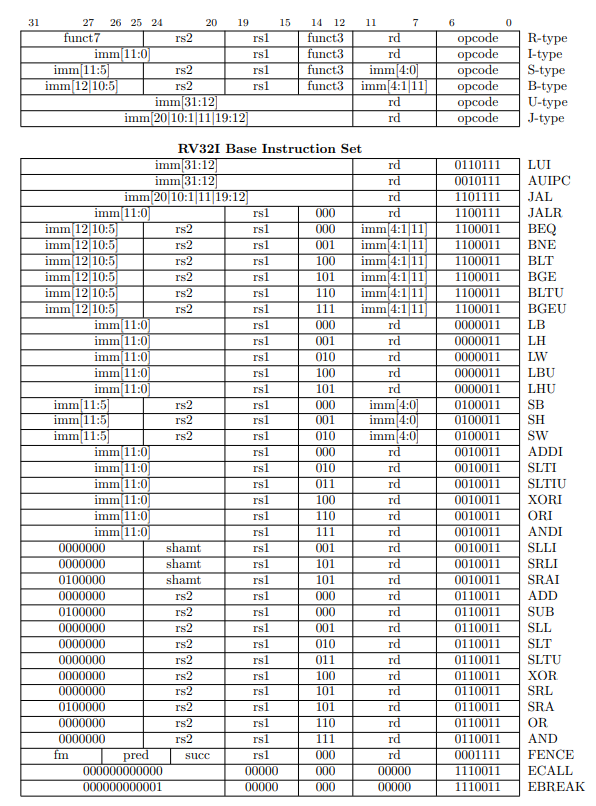 31 27 26 25 24 20 19 15 14 12 11 7 6 0
funct7 rs2 rs1 funct3 rd opcode R-type
imm[11:0] rs1 funct3 rd opcode I-type
imm[11:5] rs2 rs1 funct3 imm[4:0] opcode S-type
imm[12|10:5] rs2 rs1 funct3 imm[4:1|11] opcode B-type
imm[31:12] rd opcode U-type
imm[20|10:1|11|19:12] rd opcode J-type
RV32I Base Instruction Set
imm[31:12] rd 0110111 LUI
imm[31:12] rd 0010111 AUIPC
imm[20|10:1|11|19:12] rd 1101111 JAL
imm[11:0] rs1 000 rd 1100111 JALR
imm[12|10:5] rs2 rs1 000 imm[4:1|11] 1100011 BEQ
imm[12|10:5] rs2 rs1 001 imm[4:1|11] 1100011 BNE
imm[12|10:5] rs2 rs1 100 imm[4:1|11] 1100011 BLT
imm[12|10:5] rs2 rs1 101 imm[4:1|11] 1100011 BGE
imm[12|10:5] rs2 rs1 110 imm[4:1|11] 1100011 BLTU
imm[12|10:5] rs2 rs1 111 imm[4:1|11] 1100011 BGEU
imm[11:0] rs1 000 rd 0000011 LB
imm[11:0] rs1 001 rd 0000011 LH
imm[11:0] rs1 010 rd 0000011 LW
imm[11:0] rs1 100 rd 0000011 LBU
imm[11:0] rs1 101 rd 0000011 LHU
imm[11:5] rs2 rs1 000 imm[4:0] 0100011 SB
imm[11:5] rs2 rs1 001 imm[4:0] 0100011 SH
imm[11:5] rs2 rs1 010 imm[4:0] 0100011 SW
imm[11:0] rs1 000 rd 0010011 ADDI
imm[11:0] rs1 010 rd 0010011 SLTI
imm[11:0] rs1 011 rd 0010011 SLTIU
imm[11:0] rs1 100 rd 0010011 XORI
imm[11:0] rs1 110 rd 0010011 ORI
imm[11:0] rs1 111 rd 0010011 ANDI
0000000 shamt rs1 001 rd 0010011 SLLI
0000000 shamt rs1 101 rd 0010011 SRLI
0100000 shamt rs1 101 rd 0010011 SRAI
0000000 rs2 rs1 000 rd 0110011 ADD
0100000 rs2 rs1 000 rd 0110011 SUB
0000000 rs2 rs1 001 rd 0110011 SLL
0000000 rs2 rs1 010 rd 0110011 SLT
0000000 rs2 rs1 011 rd 0110011 SLTU
0000000 rs2 rs1 100 rd 0110011 XOR
0000000 rs2 rs1 101 rd 0110011 SRL
0100000 rs2 rs1 101 rd 0110011 SRA
0000000 rs2 rs1 110 rd 0110011 OR
0000000 rs2 rs1 111 rd 0110011 AND
fm pred succ rs1 000 rd 0001111 FENCE
000000000000 00000 000 00000 1110011 ECALL
000000000001 00000 000 00000 1110011 EBREAK